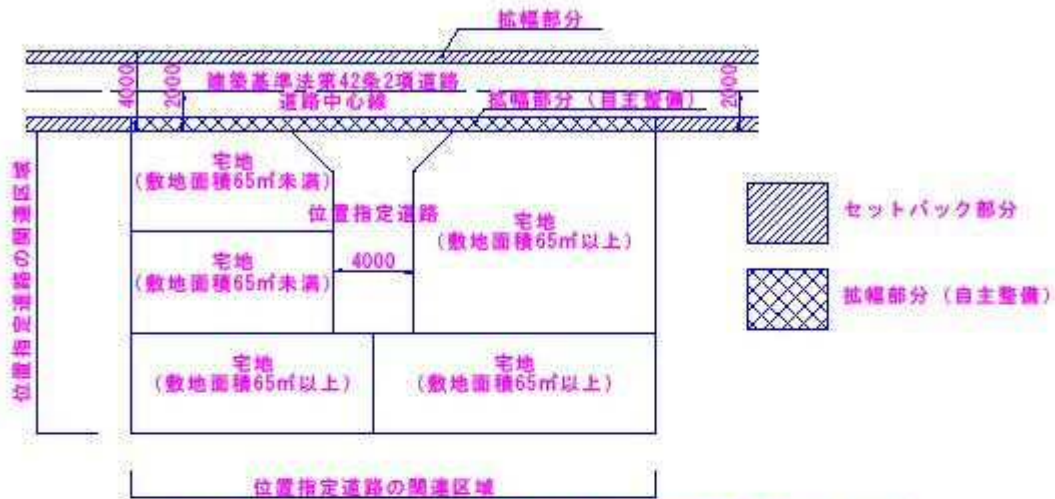 拡幅部分
建築基準法第42条2項道路
4000
2000
道路中心線
拡幅部分（自主整備）
2000
宅地
(敷地面積65㎡未満)
位置指定道路
宅地
(敷地面積65㎡以上)
宅地
(敷地面積65㎡未満)
4000
宅地
(敷地面積65㎡以上)
宅地
(敷地面積65㎡以上)
位置指定道路の関連区域
位置指定道路の関連区域
セットバック部分
拡幅部分（自主整備）